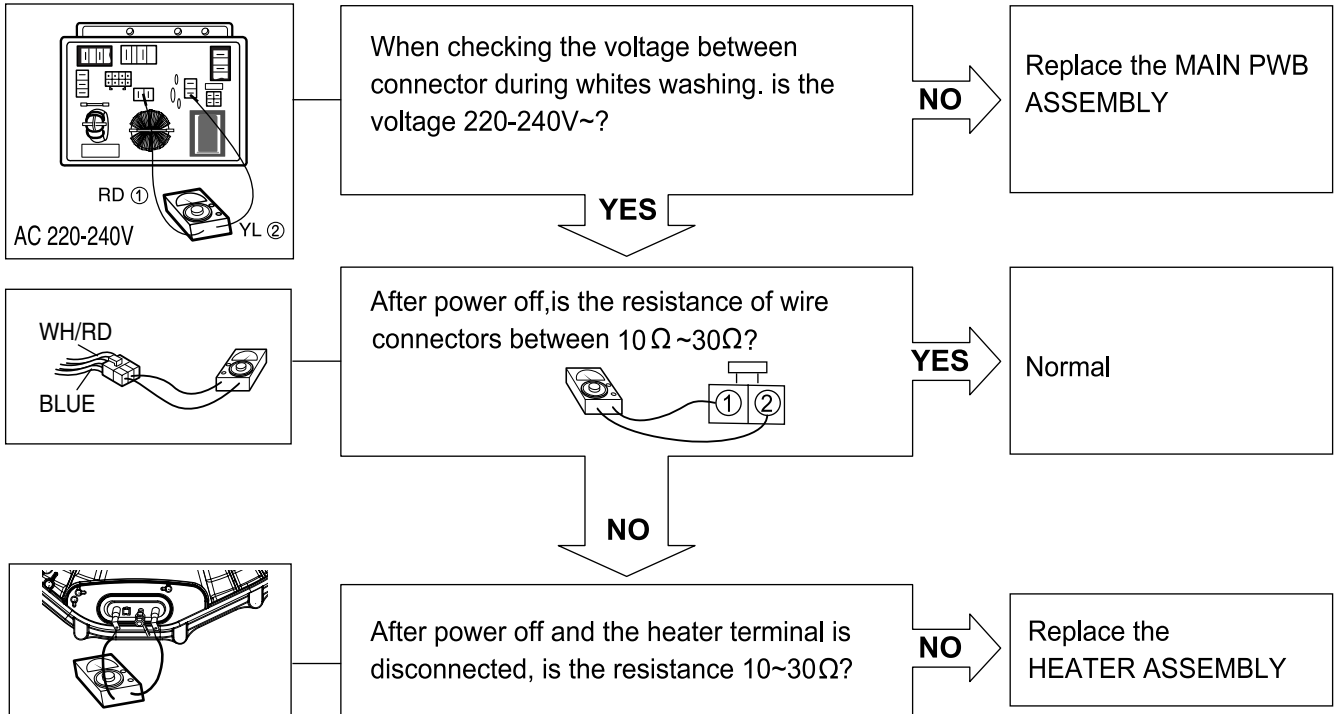 RD ①
YL ②
AC 220-240V
When checking the voltage between
connector during whites washing. is the
voltage 220-240V~?
NO
Replace the MAIN PWB
ASSEMBLY
YES
WH/RD
BLUE
After power off,is the resistance of wire
connectors between 10 Ω ~30Ω?
① ②
YES
Normal
NO
After power off and the heater terminal is
disconnected, is the resistance 10~30Ω?
NO
Replace the
HEATER ASSEMBLY